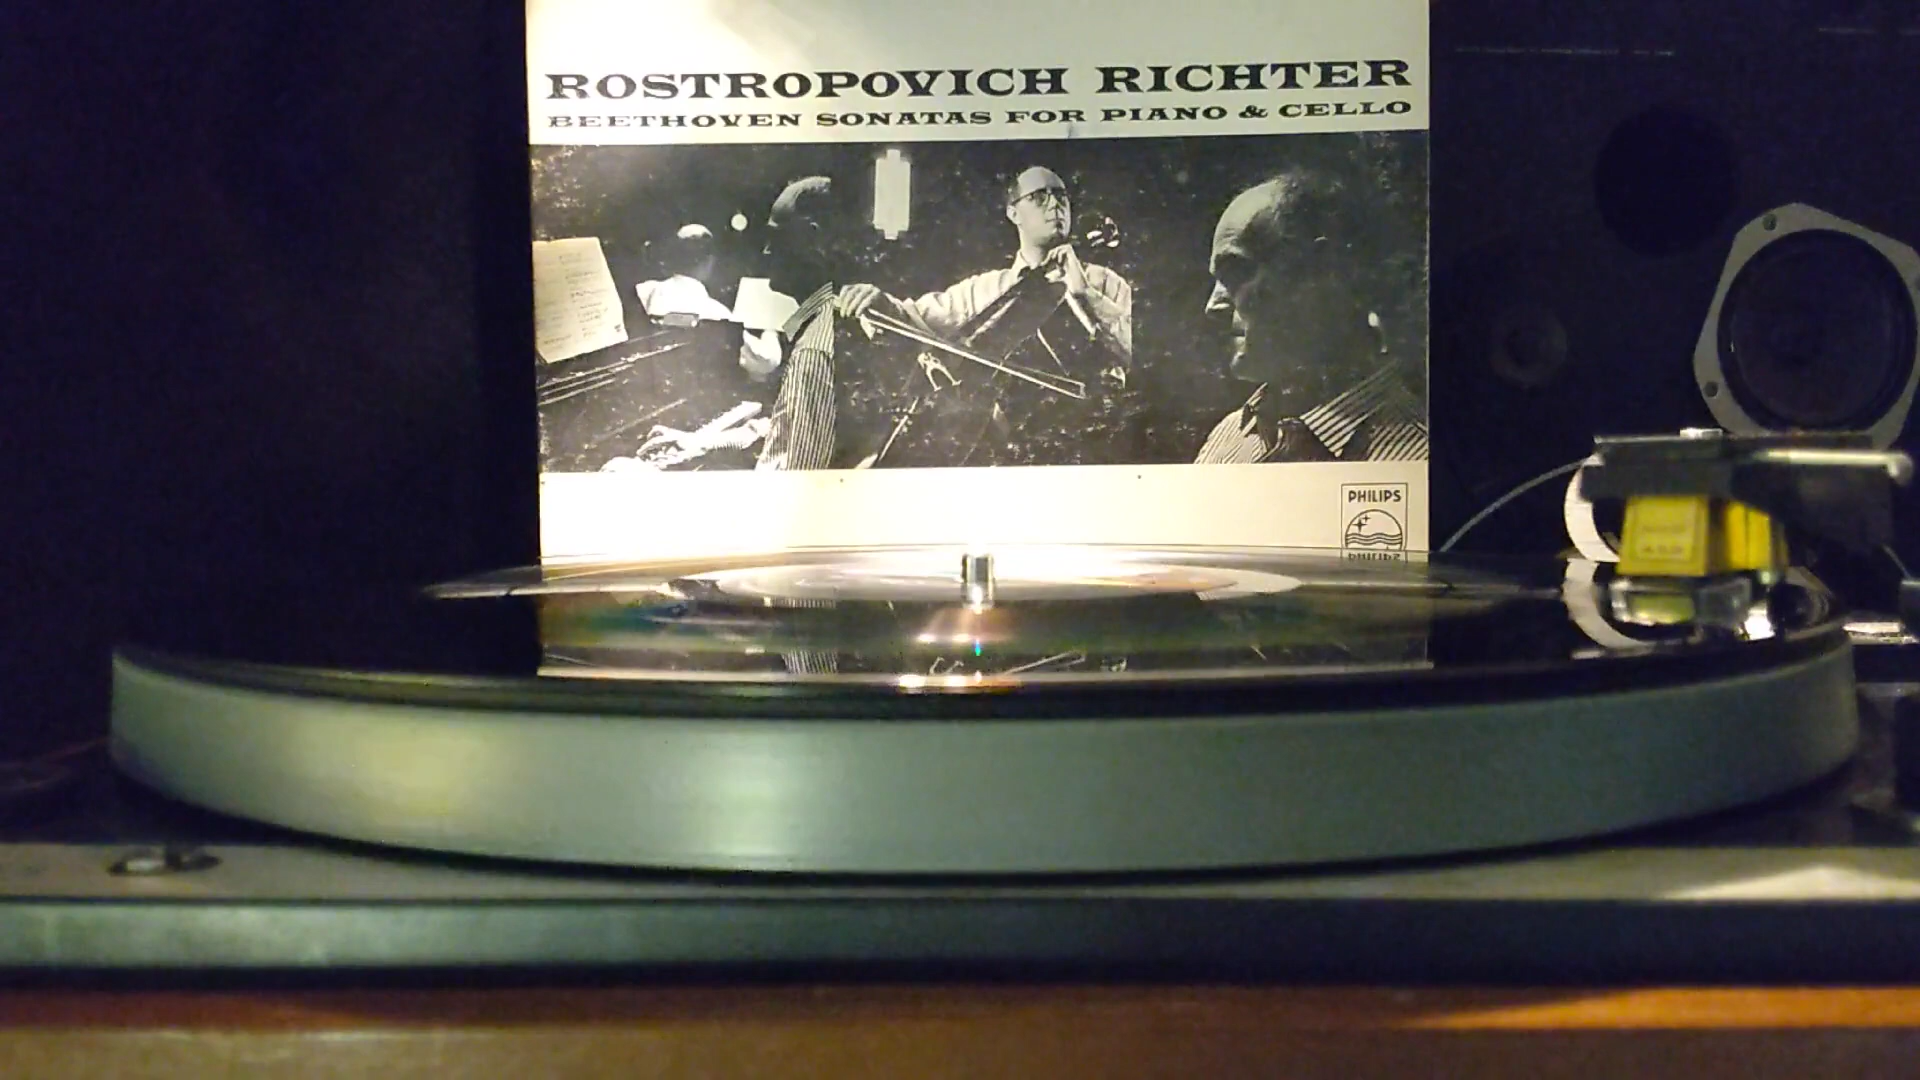 ROSTROPOVICH RICHTER
BEETHOVEN SONATAS FOR PIANO & CELLO
PHILIPS